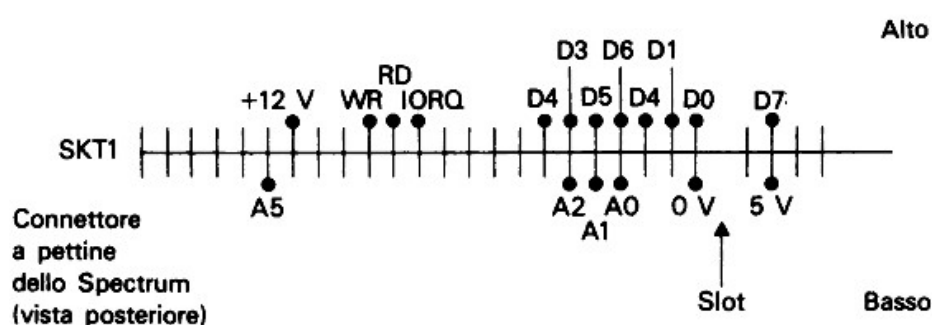 Alto
D3 D6 D1
RD
+12 V WR IORQ D4 D5 D4 D0 D7
SKT1
A5 A2 A0 0 V 5 V
A1
Connettore
a pettine
dello Spectrum
(vista posteriore)
Slot Basso